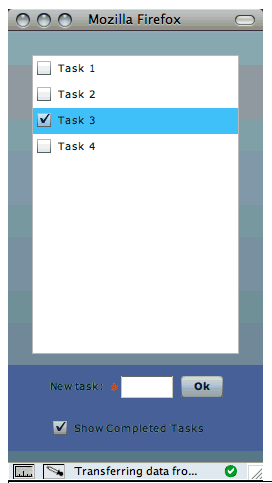 Mozilla Firefox
Task 1
Task 2
Task 3
Task 4
New task: * Ok
Show Completed Tasks
Transferring data fro...